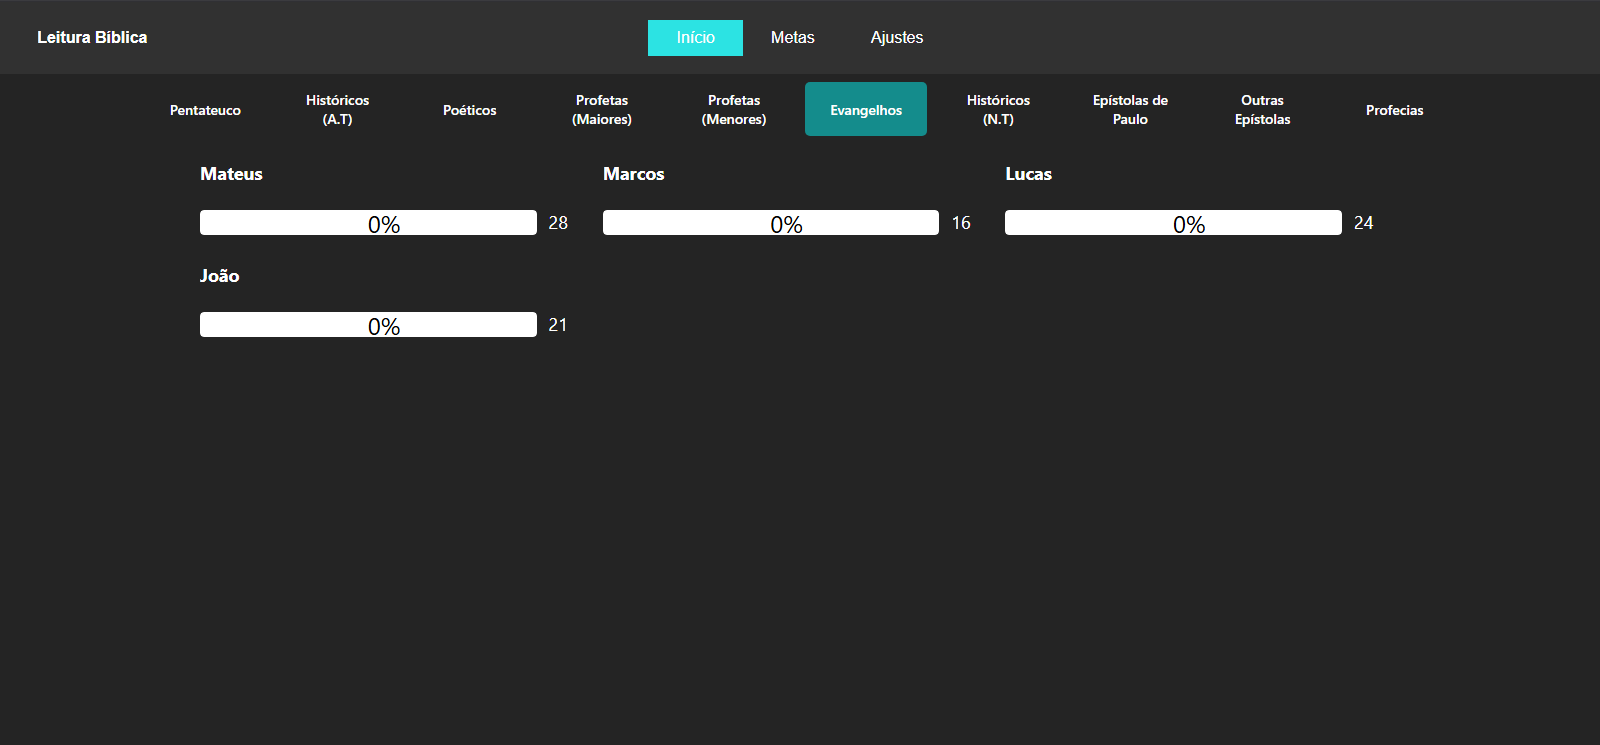 Leitura Bíblica
Início
Metas
Ajustes
Pentateuco
Históricos
(A.T)
Poéticos
Profetas
(Maiores)
Profetas
(Menores)
Evangelhos
Históricos
(N.T)
Epístolas de
Paulo
Outras
Epístolas
Profecias
Mateus
0% 28
Marcos
0% 16
Lucas
0% 24
João
0% 21